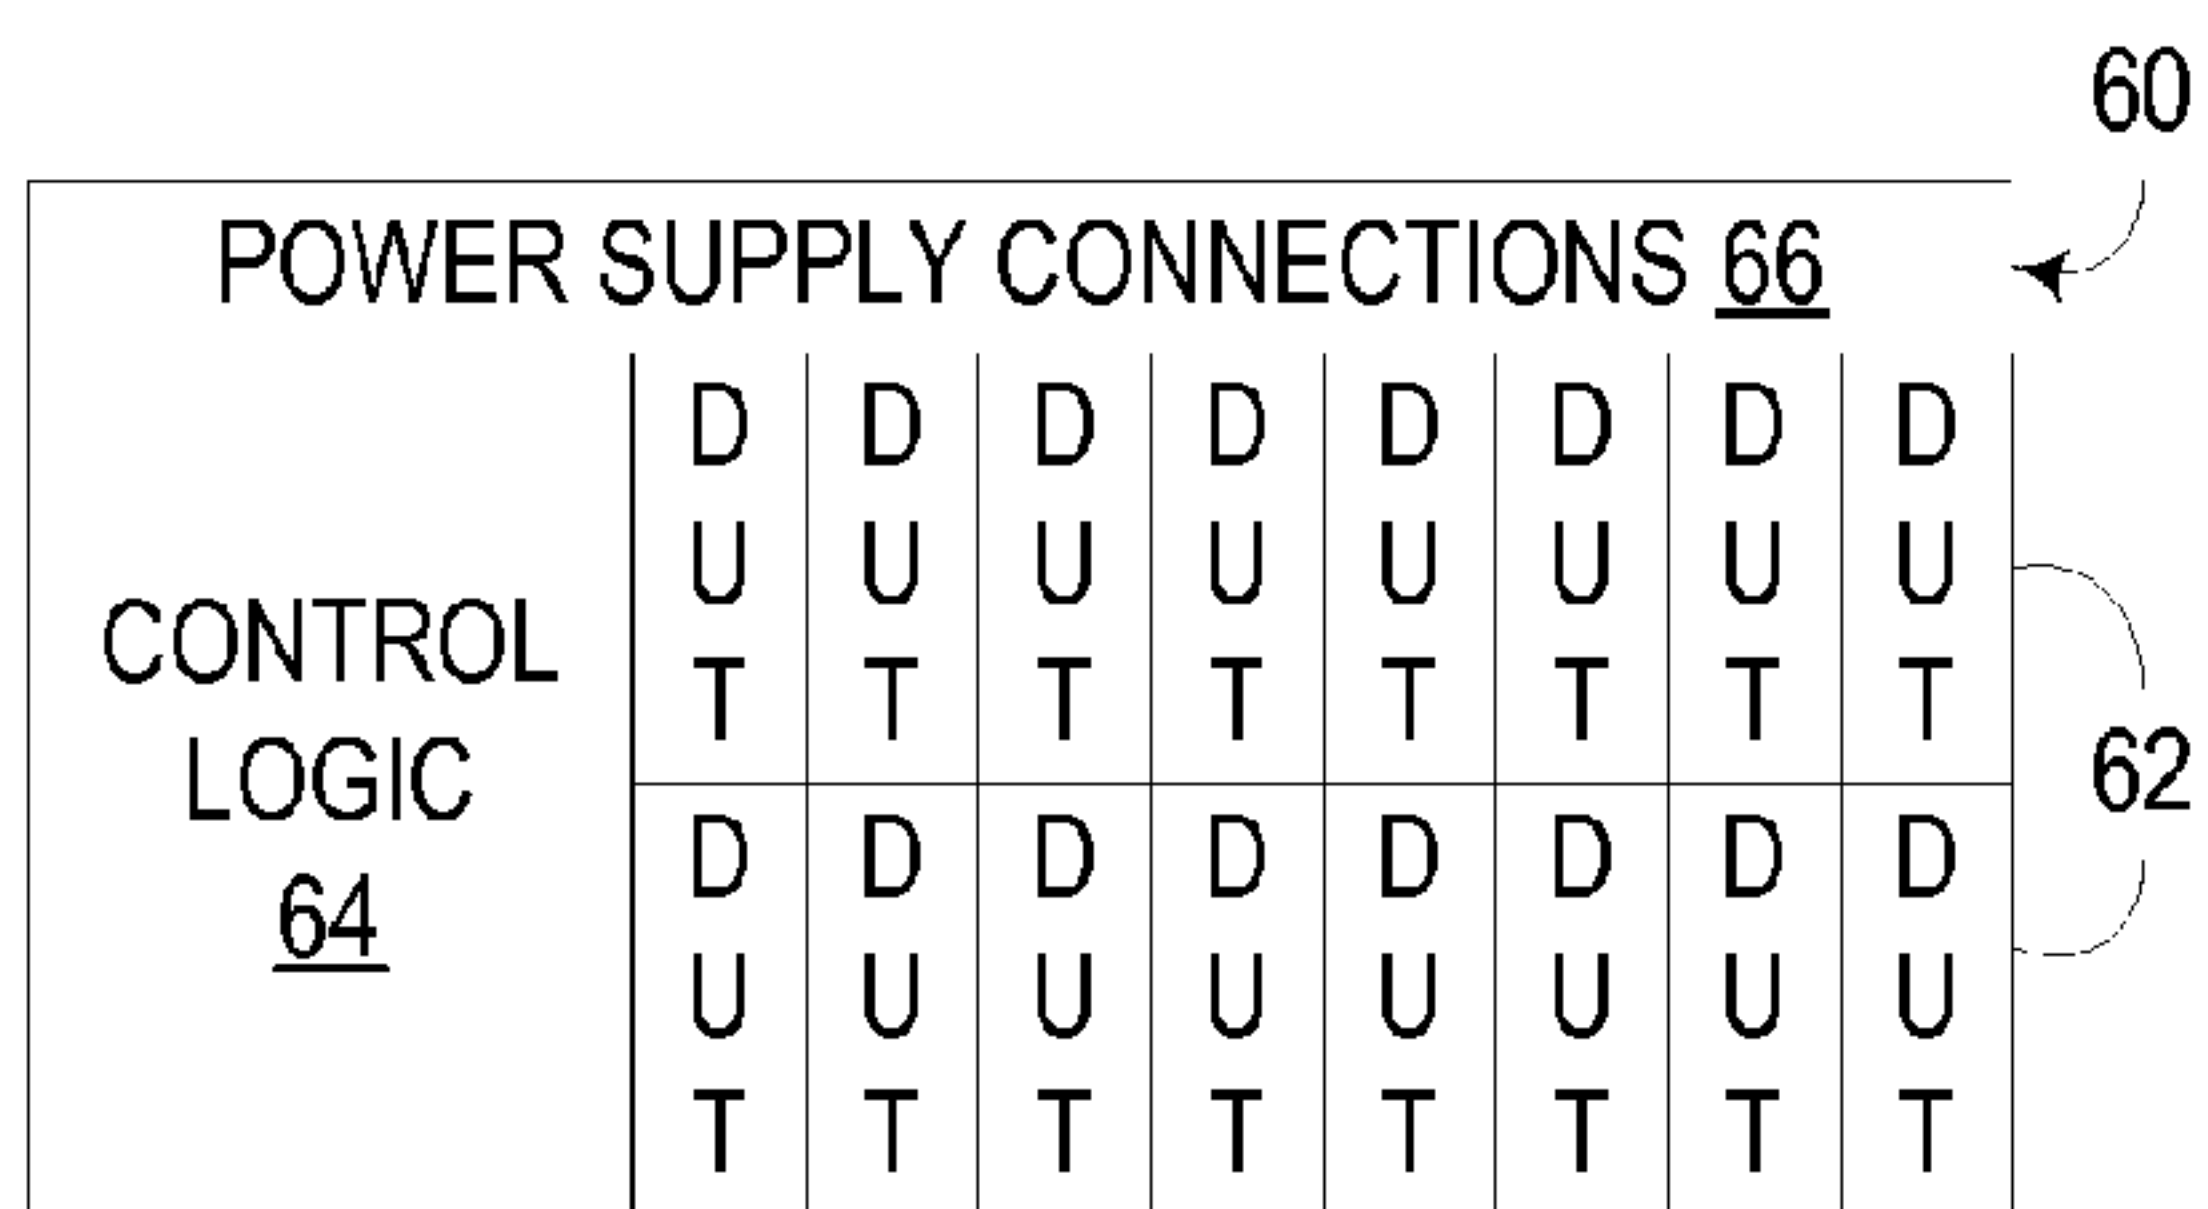 60
POWER SUPPLY CONNECTIONS 66
CONTROL
LOGIC
64
D D D D D D D D
U U U U U U U U
T T T T T T T T
62
D D D D D D D D
U U U U U U U U
T T T T T T T T